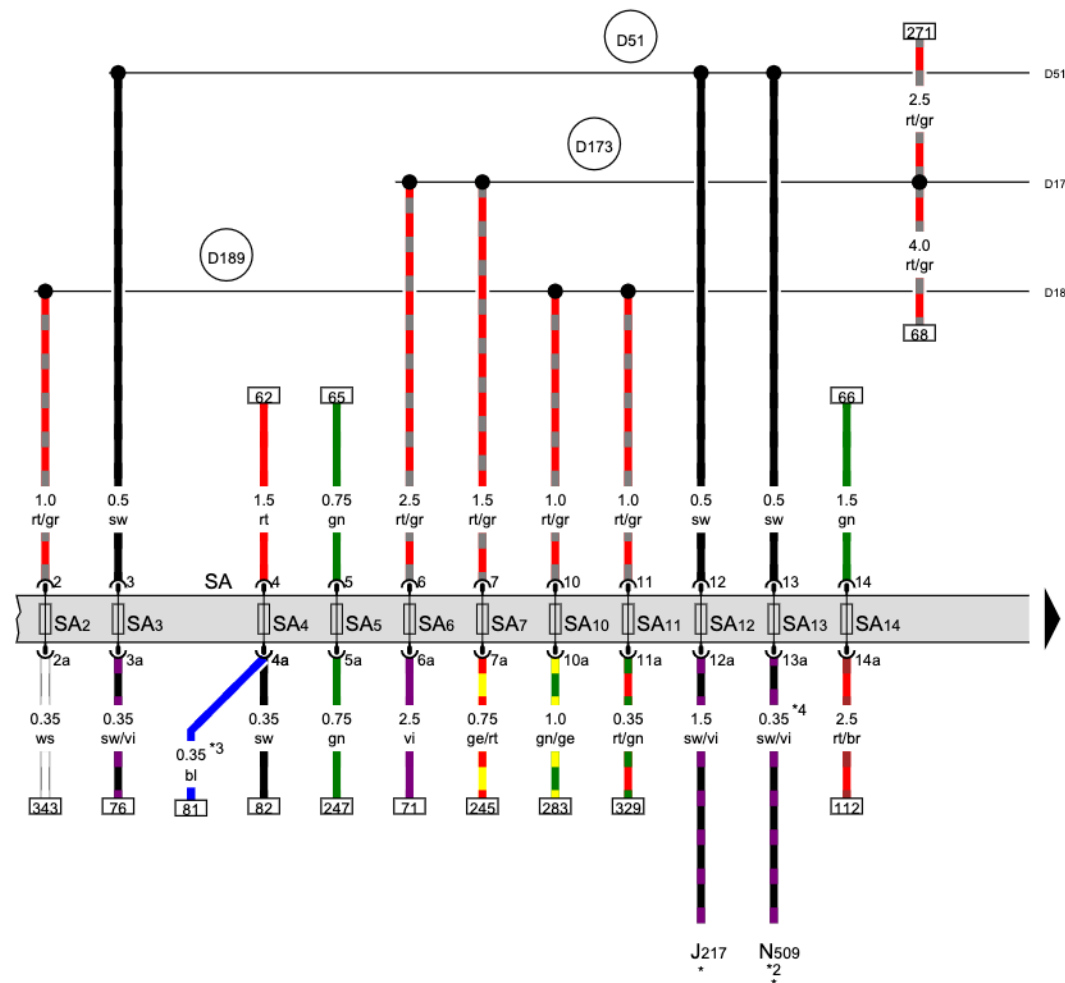 D51
271
D51
2.5
rt/gr
D173
D17
4.0
rt/gr
D189
D18
68
62
65
66
1.0 0.5 1.5 0.75 2.5 1.5 1.0 1.0 0.5 0.5 1.5
rt/gr sw rt gn rt/gr rt/gr rt/gr rt/gr sw sw gn
2 3 SA 4 5 6 7 10 11 12 13 14
SA2 SA3 SA4 SA5 SA6 SA7 SA10 SA11 SA12 SA13 SA14
2a 3a 4a 5a 6a 7a 10a 11a 12a 13a 14a
0.35 0.35 0.35 0.75 2.5 0.75 1.0 0.35 1.5 0.35 *4 2.5
ws sw/vi sw gn vi ge/rt gn/ge rt/gn sw/vi sw/vi rt/br
0.35 *3
bl
343 76 81 82 247 71 245 283 329 112
J217 N509
* *2
*